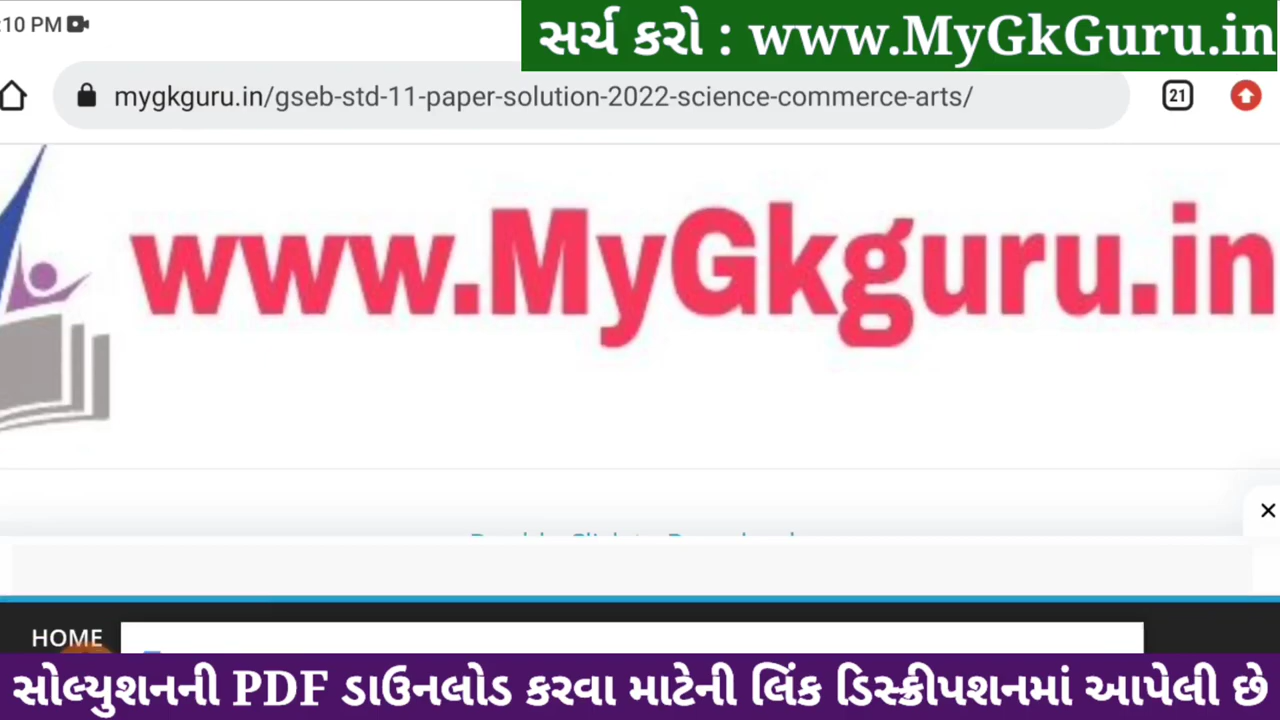 :10 PM
સર્ચ કરો : www.MyGkGuru.in
mygkguru.in/gseb-std-11-paper-solution-2022-science-commerce-arts/
21
www.MyGkguru.in
HOME
સોલ્યુશનની PDF ડાઉનલોડ કરવા માટેની લિંક ડિસ્ક્રીપશનમાં આપેલી છે